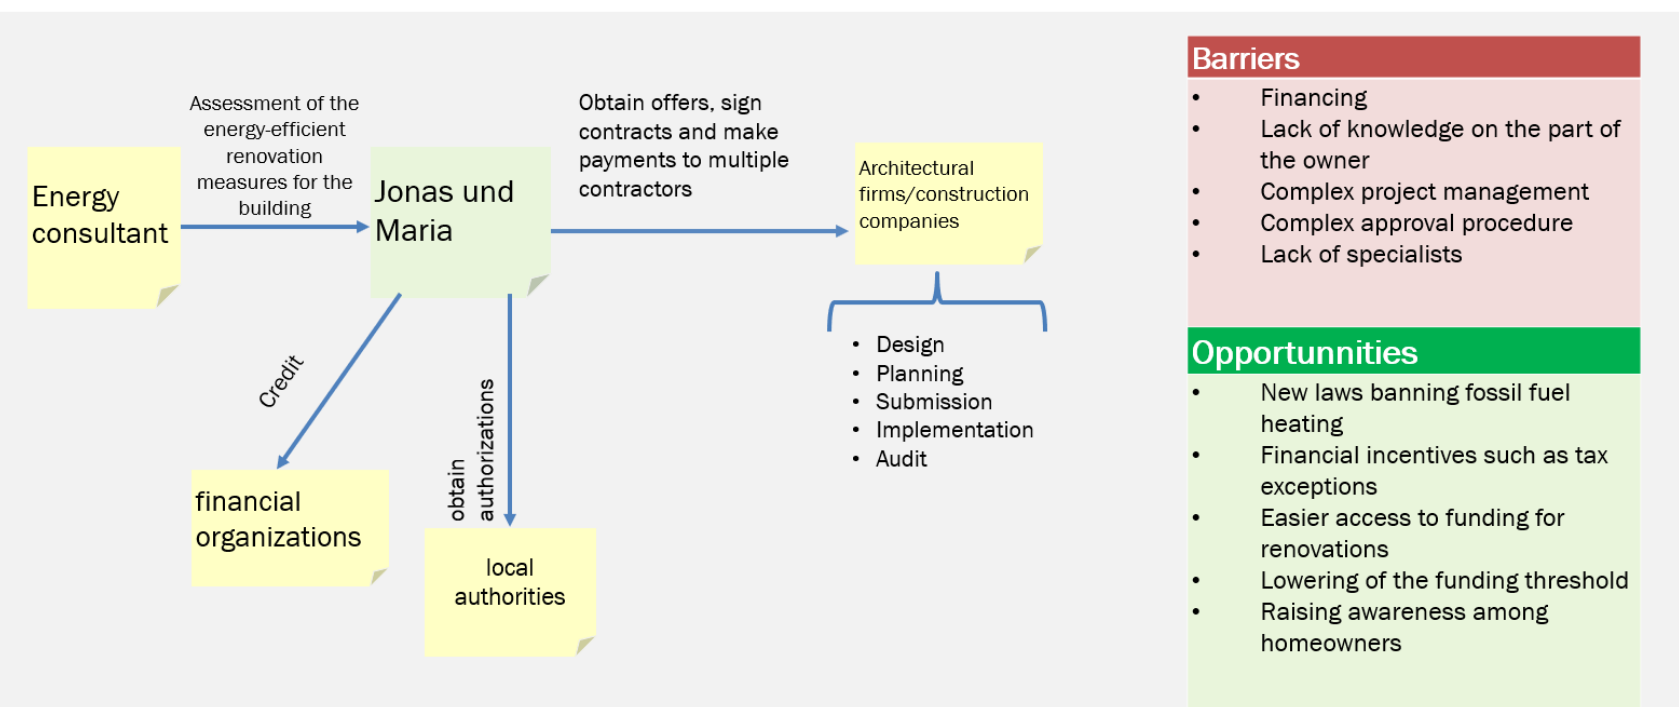 Assessment of the
energy-efficient
renovation
measures for the
building
Energy
consultant
Jonas und
Maria
Obtain offers, sign
contracts and make
payments to multiple
contractors
Architectural
firms/construction
companies
• Design
• Planning
• Submission
• Implementation
• Audit
Credit
financial
organizations
obtain
authorizations
local
authorities
Barriers
• Financing
• Lack of knowledge on the part of
the owner
• Complex project management
• Complex approval procedure
• Lack of specialists
Opportunnities
• New laws banning fossil fuel
heating
• Financial incentives such as tax
exceptions
• Easier access to funding for
renovations
• Lowering of the funding threshold
• Raising awareness among
homeowners